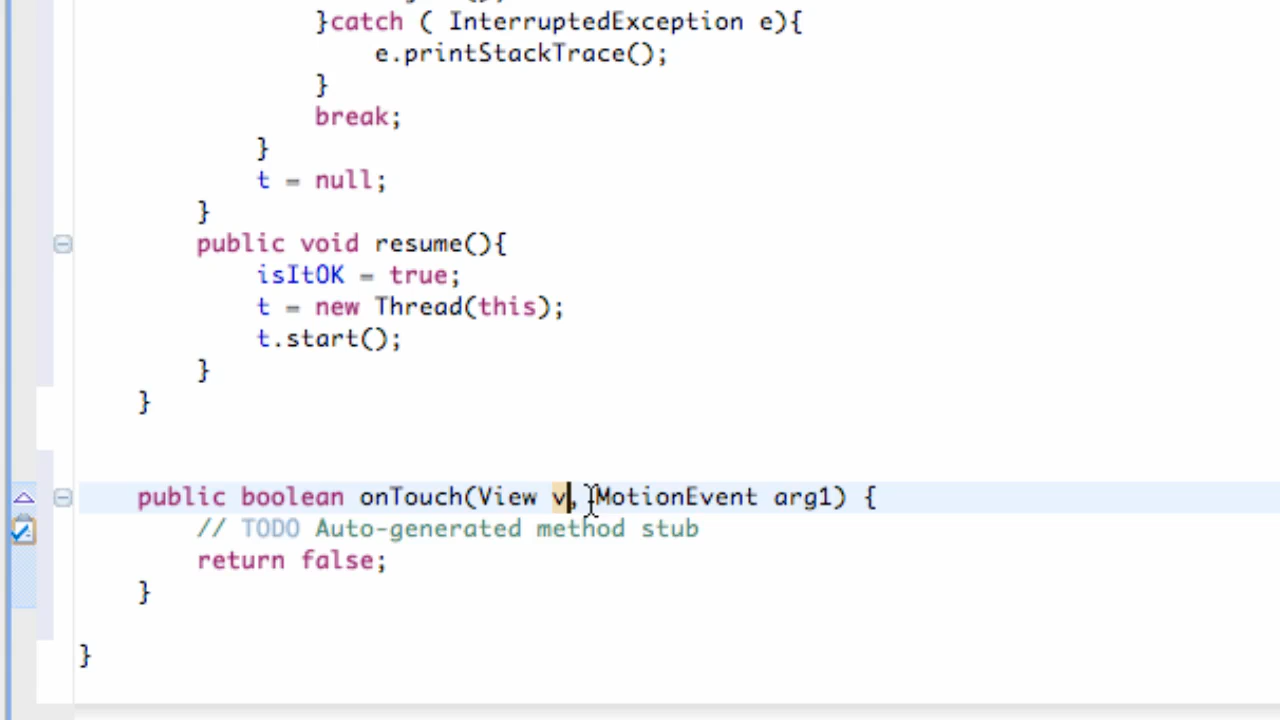 }catch ( InterruptedException e){
e.printStackTrace();
}
break;
}
t = null;
}
public void resume(){
isItOK = true;
t = new Thread(this);
t.start();
}
}
public boolean onTouch(View v, MotionEvent arg1) {
// TODO Auto-generated method stub
return false;
}
}